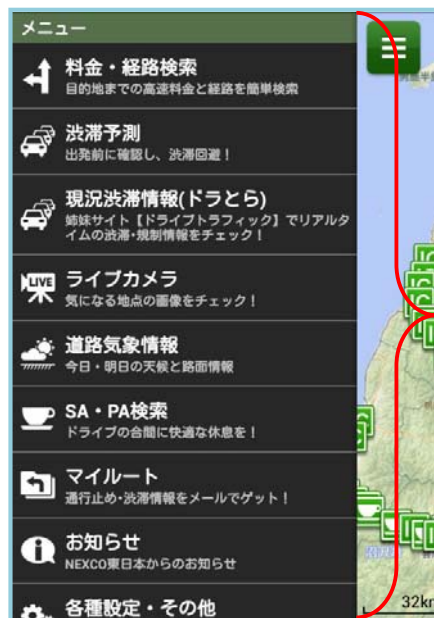 メニュー
料金・経路検索
目的地までの高速料金と経路を簡単検索
渋滞予測
出発前に確認し、渋滞回避！
現況渋滞情報(ドラとら)
姉妹サイト【ドライブトラフィック】でリアルタ
イムの渋滞・規制情報をチェック！
LIVE
ライブカメラ
気になる地点の画像をチェック！
道路気象情報
今日・明日の天候と路面情報
SA・PA検索
ドライブの合間に快適な休息を！
マイルート
通行止め・渋滞情報をメールでゲット！
お知らせ
NEXCO東日本からのお知らせ
各種設定・その他